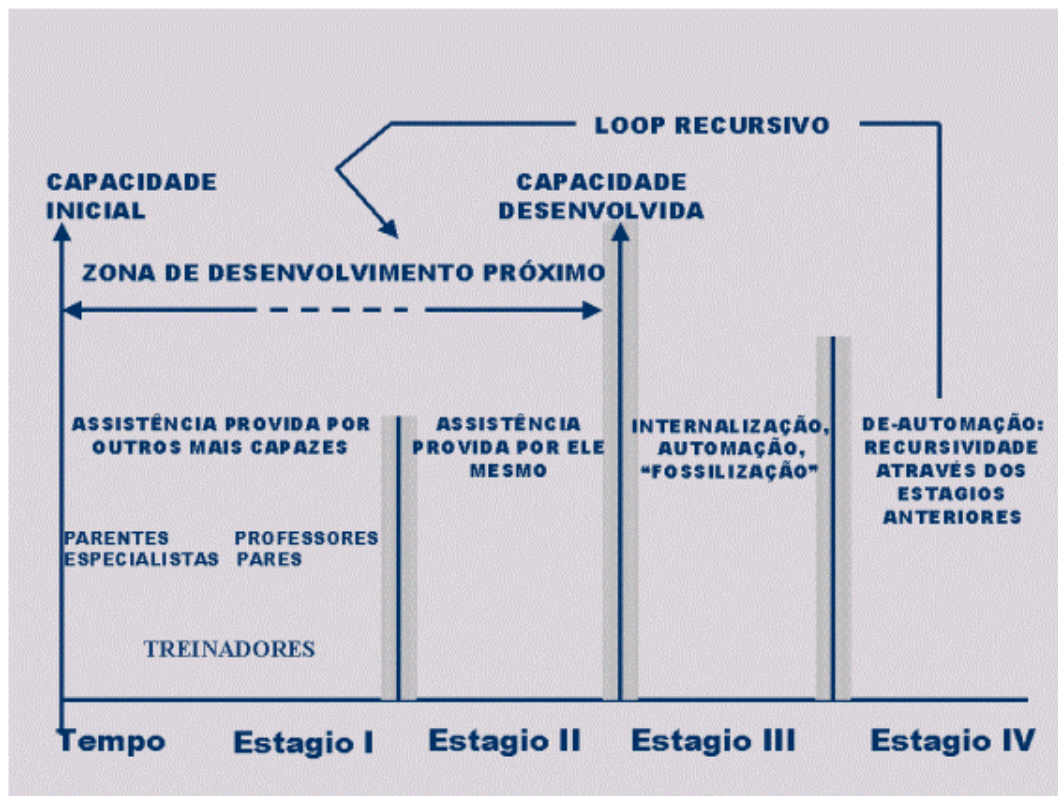 LOOP RECURSIVO
CAPACIDADE
INICIAL
CAPACIDADE
DESENVOLVIDA
ZONA DE DESENVOLVIMENTO PRÓXIMO
ASSISTÊNCIA PROVIDA POR
OUTROS MAIS CAPAZES
ASSISTÊNCIA
PROVIDA POR ELE
MESMO
INTERNALIZAÇÃO,
AUTOMAÇÃO,
“FOSSILIZAÇÃO”
DE-AUTOMAÇÃO:
RECURSIVIDADE
ATRAVÉS DOS
ESTAGIOS
ANTERIORES
PARENTES PROFESSORES
ESPECIALISTAS PARES
TREINADORES
Tempo Estagio I Estagio II Estagio III Estagio IV